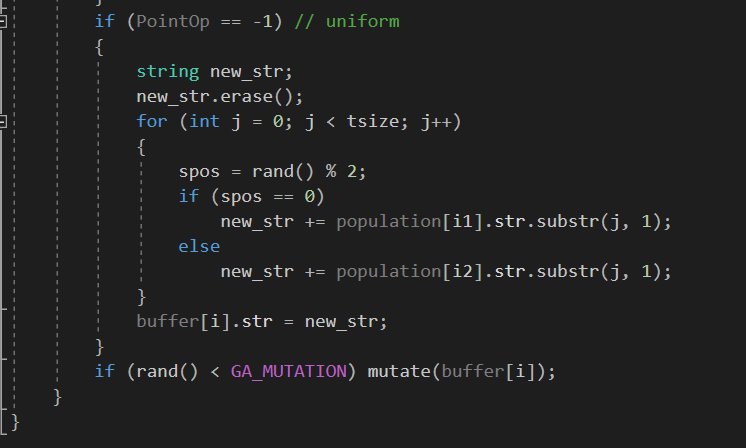 }
if (PointOp == -1) // uniform
{
string new_str;
new_str.erase();
for (int j = 0; j < tsize; j++)
{
spos = rand() % 2;
if (spos == 0)
new_str += population[i1].str.substr(j, 1);
else
new_str += population[i2].str.substr(j, 1);
}
buffer[i].str = new_str;
}
if (rand() < GA_MUTATION) mutate(buffer[i]);
}
}